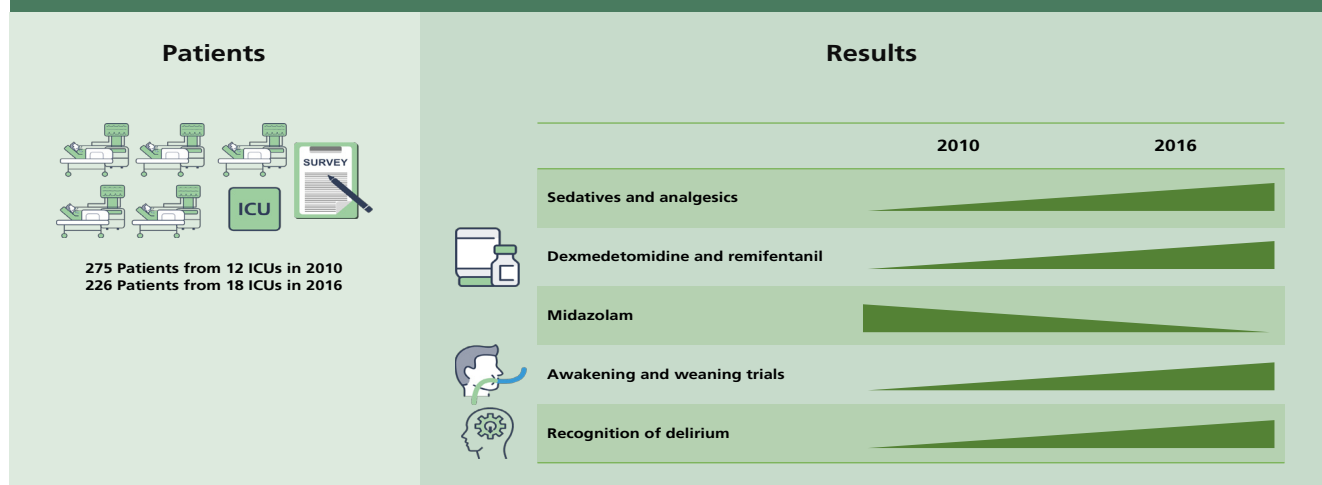 Patients
SURVEY
ICU
275 Patients from 12 ICUs in 2010
226 Patients from 18 ICUs in 2016
Results
2010 2016
Sedatives and analgesics
Dexmedetomidine and remifentanil
Midazolam
Awakening and weaning trials
Recognition of delirium